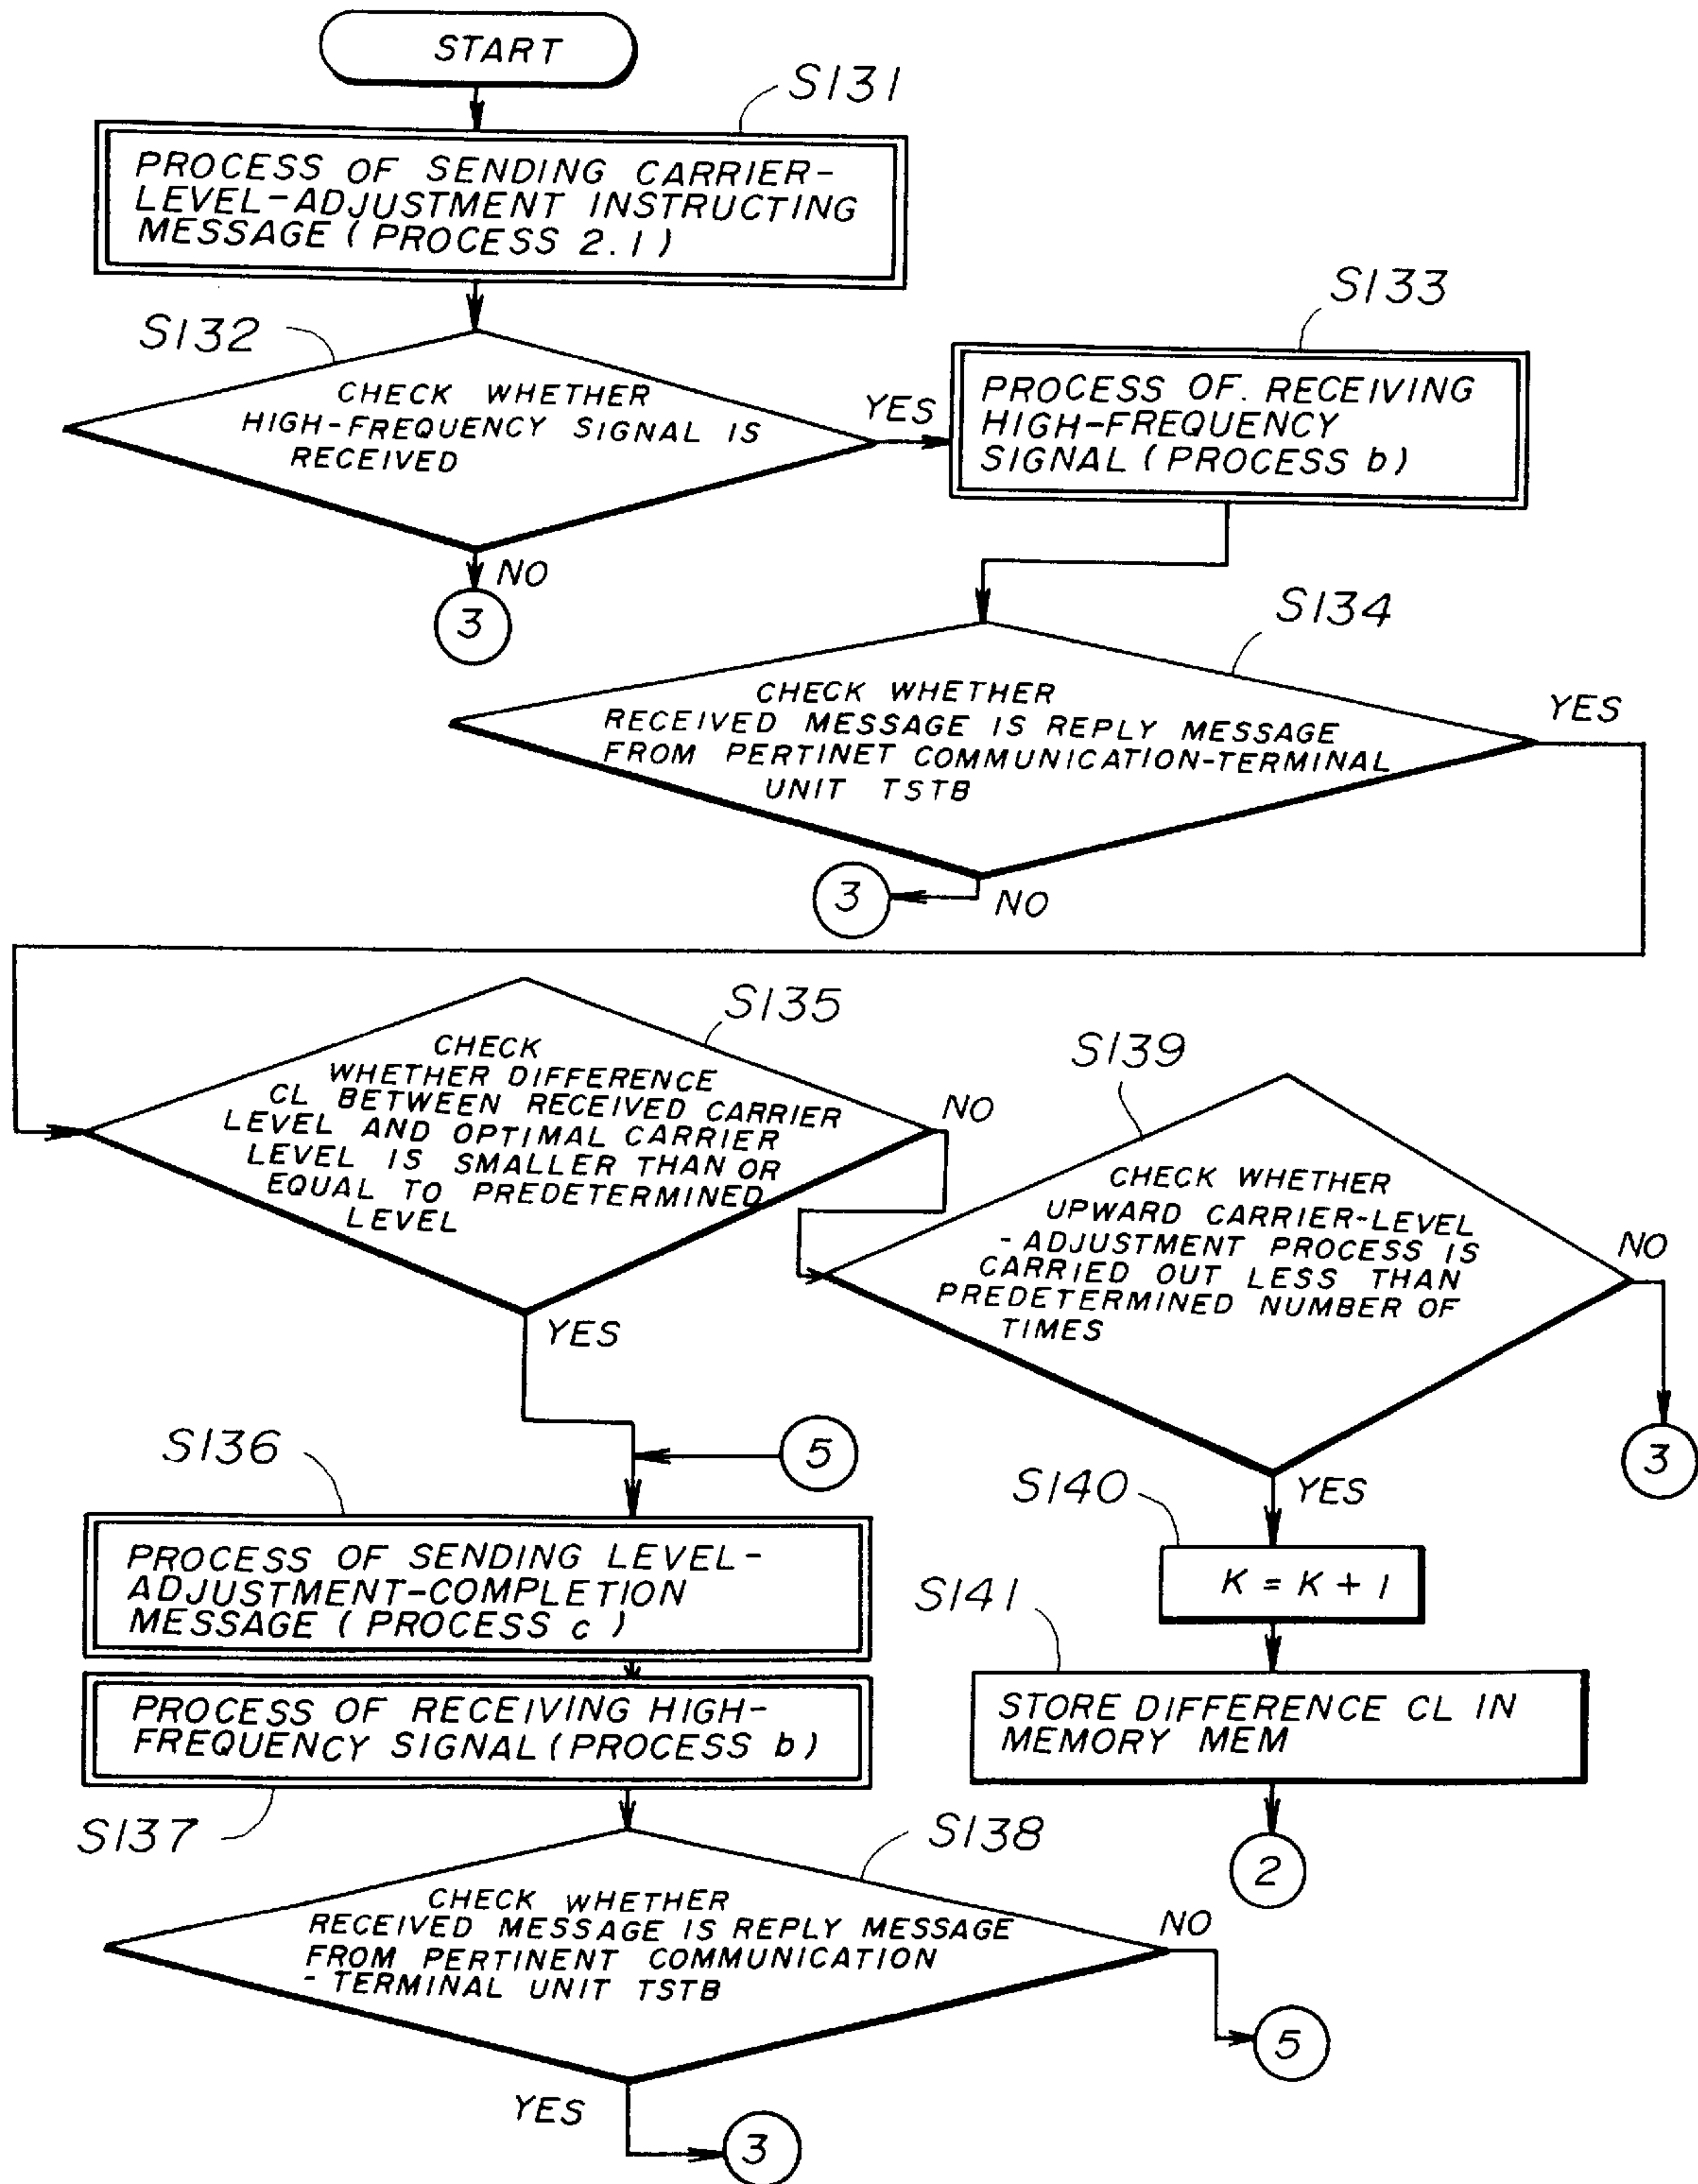 START
S131
PROCESS OF SENDING CARRIER-
LEVEL-ADJUSTMENT INSTRUCTING
MESSAGE (PROCESS 2.1)
S132
CHECK WHETHER
HIGH-FREQUENCY SIGNAL IS
RECEIVED
YES
NO
3
S133
PROCESS OF. RECEIVING
HIGH-FREQUENCY
SIGNAL (PROCESS b)
S134
CHECK WHETHER
RECEIVED MESSAGE IS REPLY MESSAGE
FROM PERTINET COMMUNICATION-TERMINAL
UNIT TSTB
YES
NO
3
S135
CHECK
WHETHER DIFFERENCE
CL BETWEEN RECEIVED CARRIER
LEVEL AND OPTIMAL CARRIER
LEVEL IS SMALLER THAN OR
EQUAL TO PREDETERMINED
LEVEL
NO
YES
S139
CHECK WHETHER
UPWARD CARRIER-LEVEL
-ADJUSTMENT PROCESS IS
CARRIED OUT LESS THAN
PREDETERMINED NUMBER OF
TIMES
NO
3
YES
5
S136
PROCESS OF SENDING LEVEL-
ADJUSTMENT-COMPLETION
MESSAGE (PROCESS c)
S140
K = K + 1
S141
STORE DIFFERENCE CL IN
MEMORY MEM
2
PROCESS OF RECEIVING HIGH-
FREQUENCY SIGNAL (PROCESS b)
S137
S138
CHECK WHETHER
RECEIVED MESSAGE IS REPLY MESSAGE
FROM PERTINENT COMMUNICATION
-TERMINAL UNIT TSTB
NO
5
YES
3